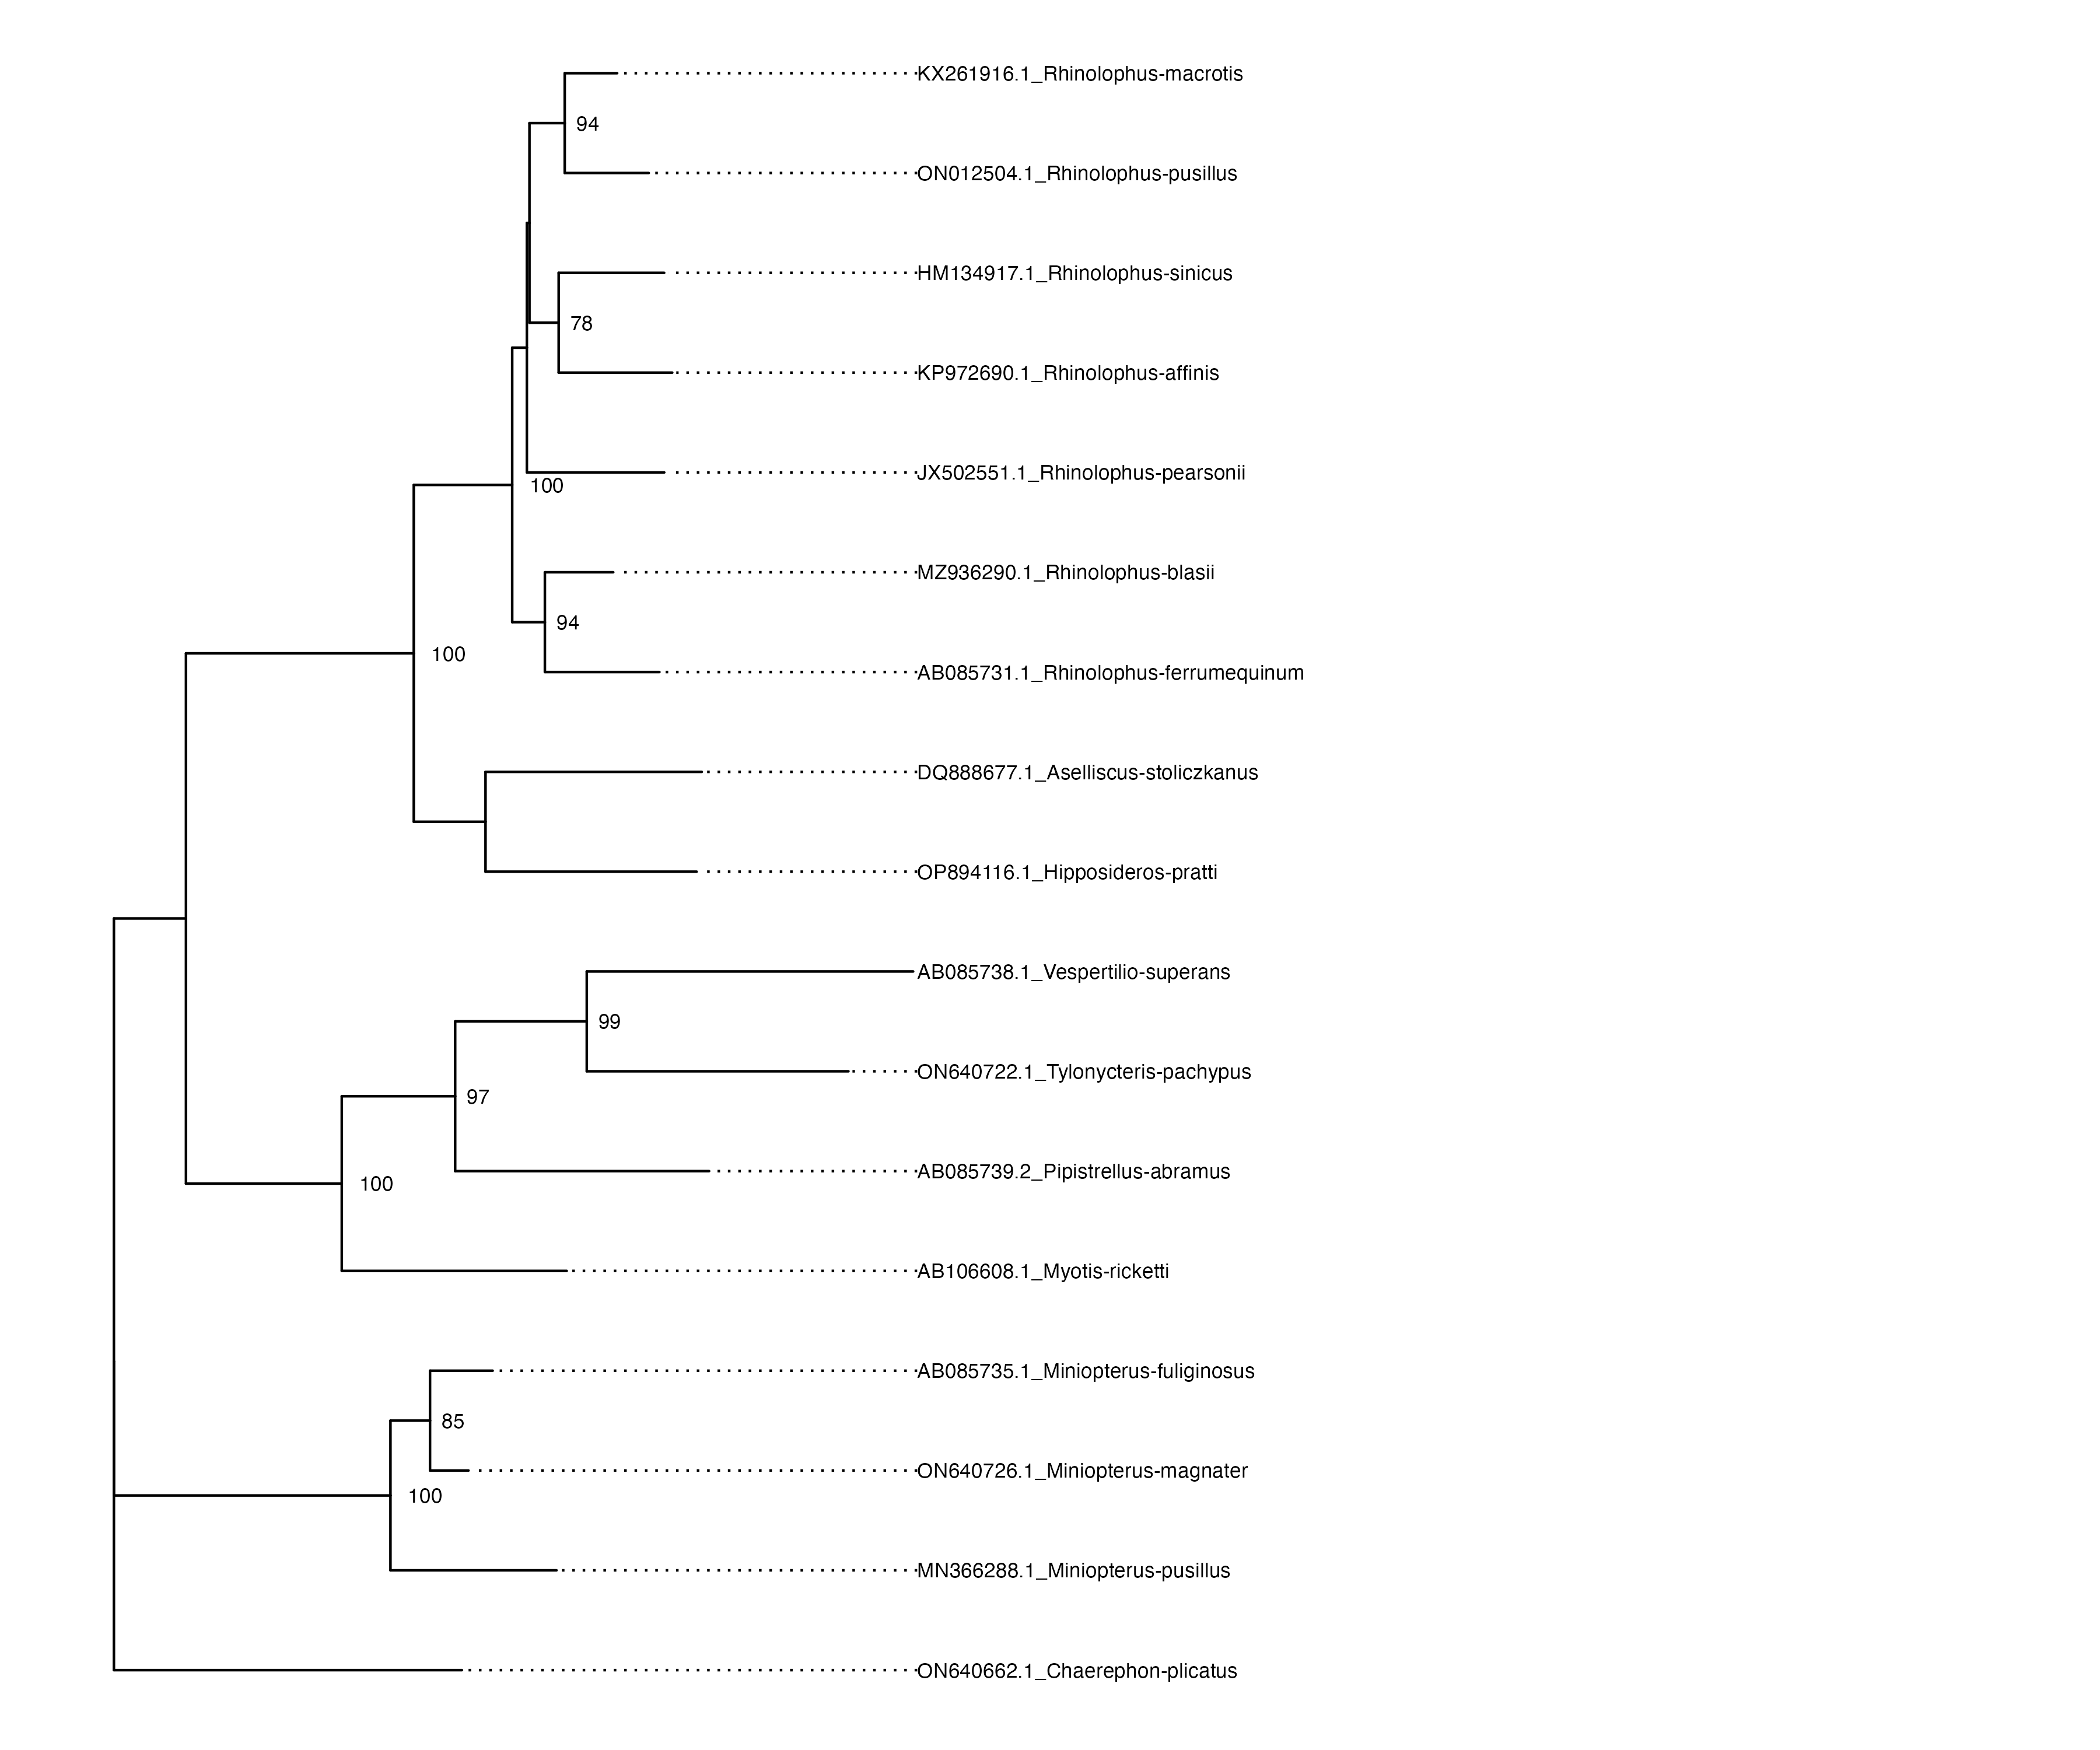 KX261916.1_Rhinolophus-macrotis
94
ON012504.1_Rhinolophus-pusillus
HM134917.1_Rhinolophus-sinicus
78
KP972690.1_Rhinolophus-affinis
JX502551.1_Rhinolophus-pearsonii
100
MZ936290.1_Rhinolophus-blasii
94
100
AB085731.1_Rhinolophus-ferrumequinum
DQ888677.1_Aselliscus-stoliczkanus
OP894116.1_Hipposideros-pratti
AB085738.1_Vespertilio-superans
99
ON640722.1_Tylonycteris-pachypus
97
AB085739.2_Pipistrellus-abramus
100
AB106608.1_Myotis-ricketti
AB085735.1_Miniopterus-fuliginosus
85
ON640726.1_Miniopterus-magnater
100
MN366288.1_Miniopterus-pusillus
ON640662.1_Chaerephon-plicatus